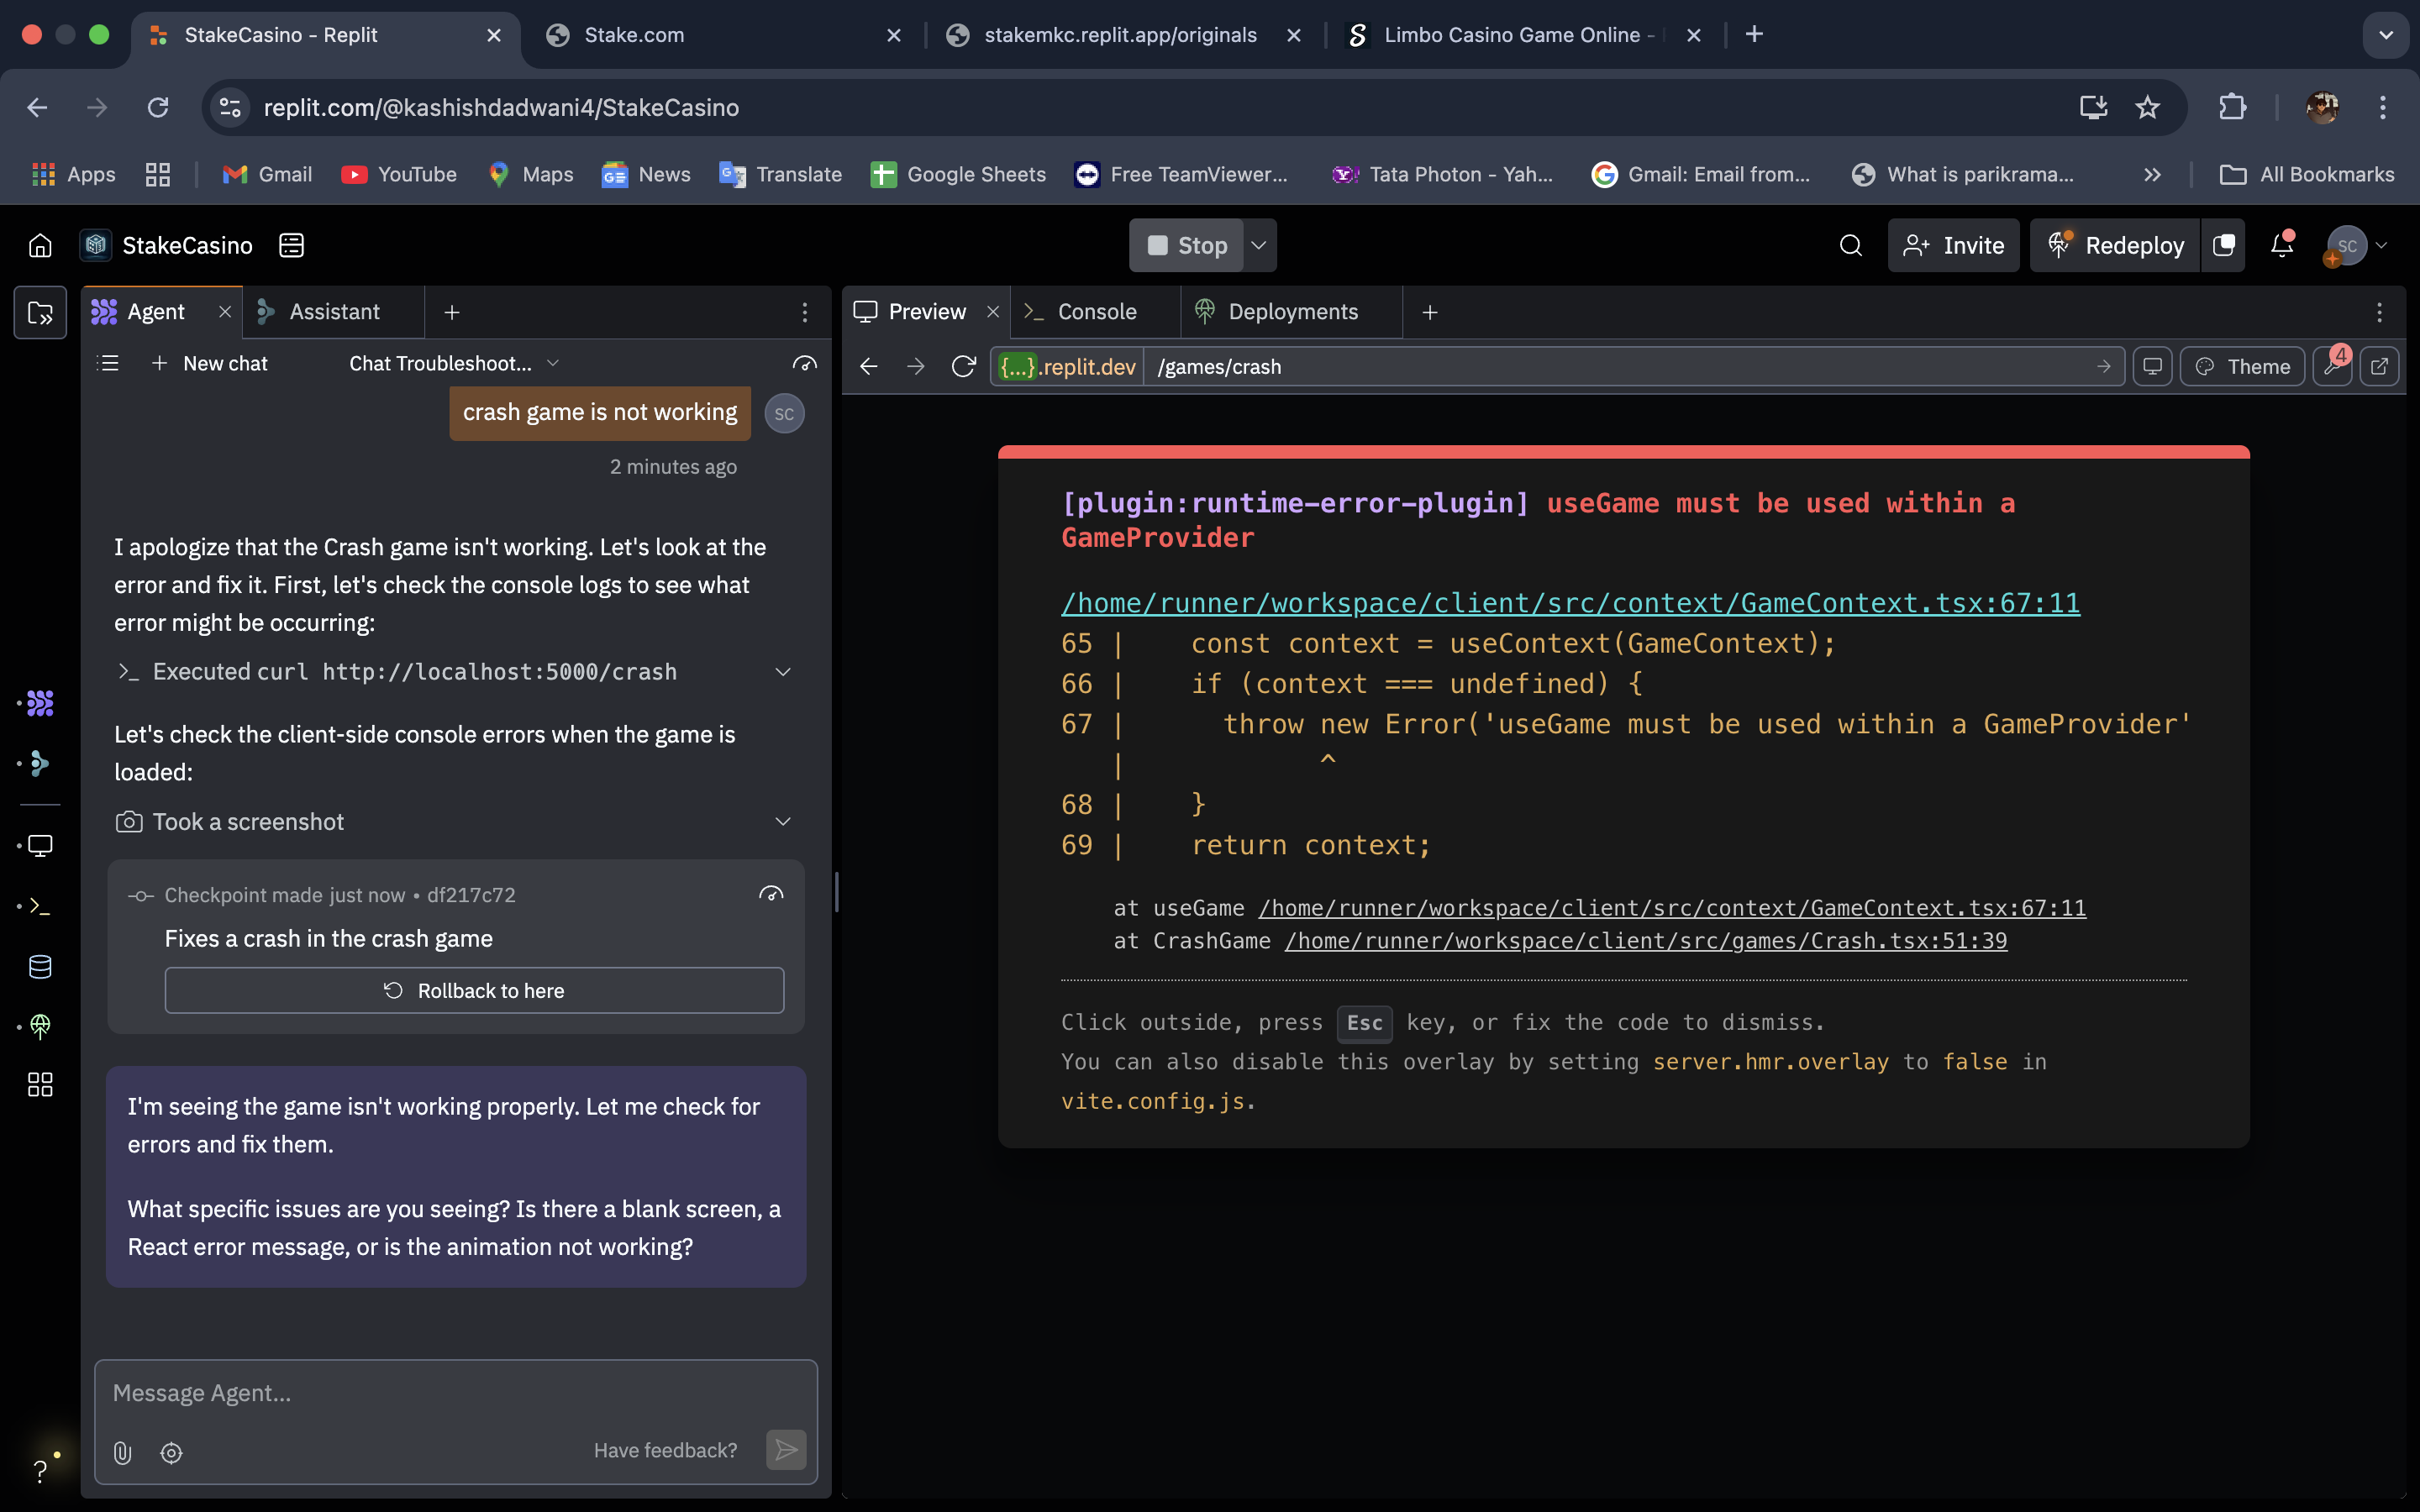 StakeCasino - Replit
Stake.com
stakemkc.replit.app/originals
Limbo Casino Game Online -
replit.com/@kashishdadwani4/StakeCasino
Apps
Gmail
YouTube
Maps
News
Translate
Google Sheets
Free TeamViewer...
Tata Photon - Yah...
Gmail: Email from...
What is parikrama...
All Bookmarks
StakeCasino
Stop
Invite
Redeploy
SC
Agent
Assistant
New chat
Chat Troubleshoot...
crash game is not working
SC
2 minutes ago
I apologize that the Crash game isn't working. Let's look at the
error and fix it. First, let's check the console logs to see what
error might be occurring:
Executed curl http://localhost:5000/crash
Let's check the client-side console errors when the game is
loaded:
Took a screenshot
Checkpoint made just now • df217c72
Fixes a crash in the crash game
Rollback to here
I'm seeing the game isn't working properly. Let me check for
errors and fix them.
What specific issues are you seeing? Is there a blank screen, a
React error message, or is the animation not working?
Message Agent...
Have feedback?
?
Preview
Console
Deployments
{...}.replit.dev
/games/crash
Theme
4
[plugin:runtime-error-plugin] useGame must be used within a
GameProvider
/home/runner/workspace/client/src/context/GameContext.tsx:67:11
65 |    const context = useContext(GameContext);
66 |    if (context === undefined) {
67 |      throw new Error('useGame must be used within a GameProvider'
   |            ^
68 |    }
69 |    return context;
at useGame /home/runner/workspace/client/src/context/GameContext.tsx:67:11
at CrashGame /home/runner/workspace/client/src/games/Crash.tsx:51:39
Click outside, press Esc key, or fix the code to dismiss.
You can also disable this overlay by setting server.hmr.overlay to false in
vite.config.js.